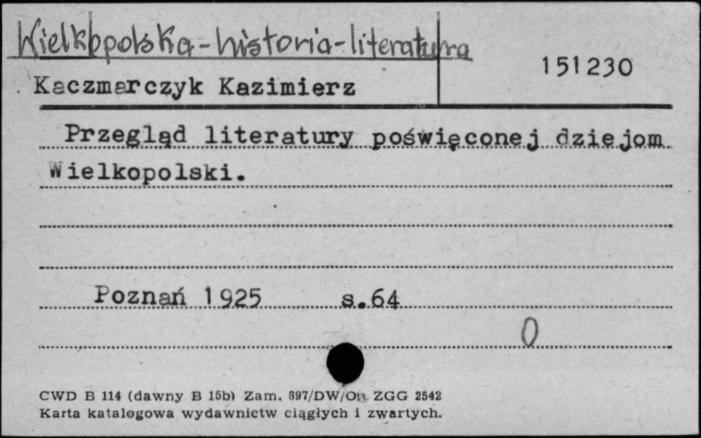 Wielkopolska-historia-literatura
151230
Kaczmarczyk Kazimierz
Przegląd literatury poświęconej dziejom
Wielkopolski.
Poznań 1925 s.64
0
CWD B 114 (dawny B 15b) Zam. 897/DW/On ZGG 2542
Karta katalogowa wydawnictw ciągłych i zwartych.